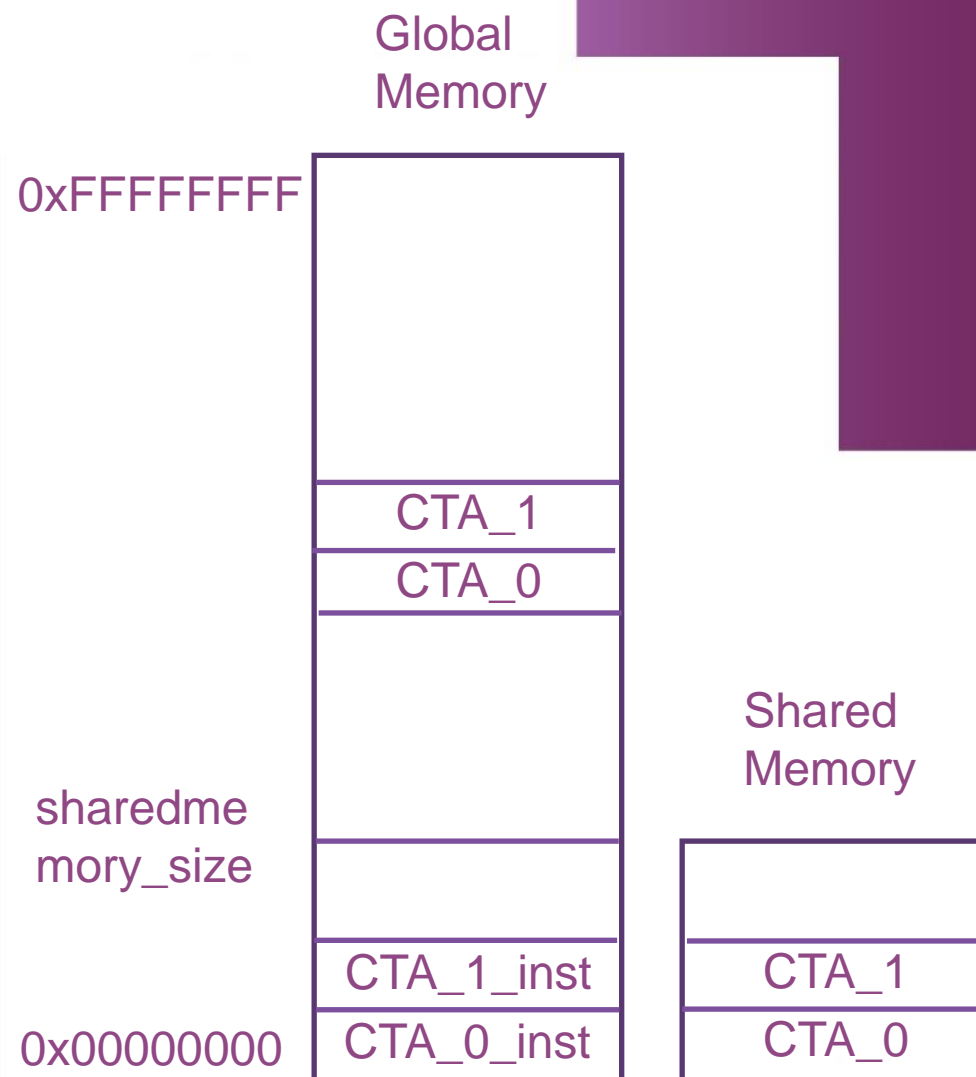 Global
Memory
0xFFFFFFFF
CTA_1
CTA_0
Shared
Memory
sharedme
mory_size
CTA_1_inst
CTA_1
0x00000000
CTA_0_inst
CTA_0